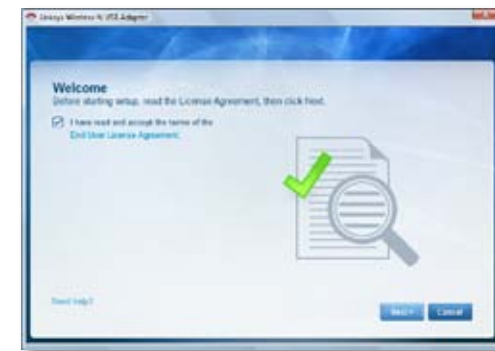 Linksys Wireless-N USB Adapter
Welcome
Before starting setup, read the License Agreement, then click Next.
I have read and accept the terms of the
End User License Agreement.
Need help?
Next
Cancel